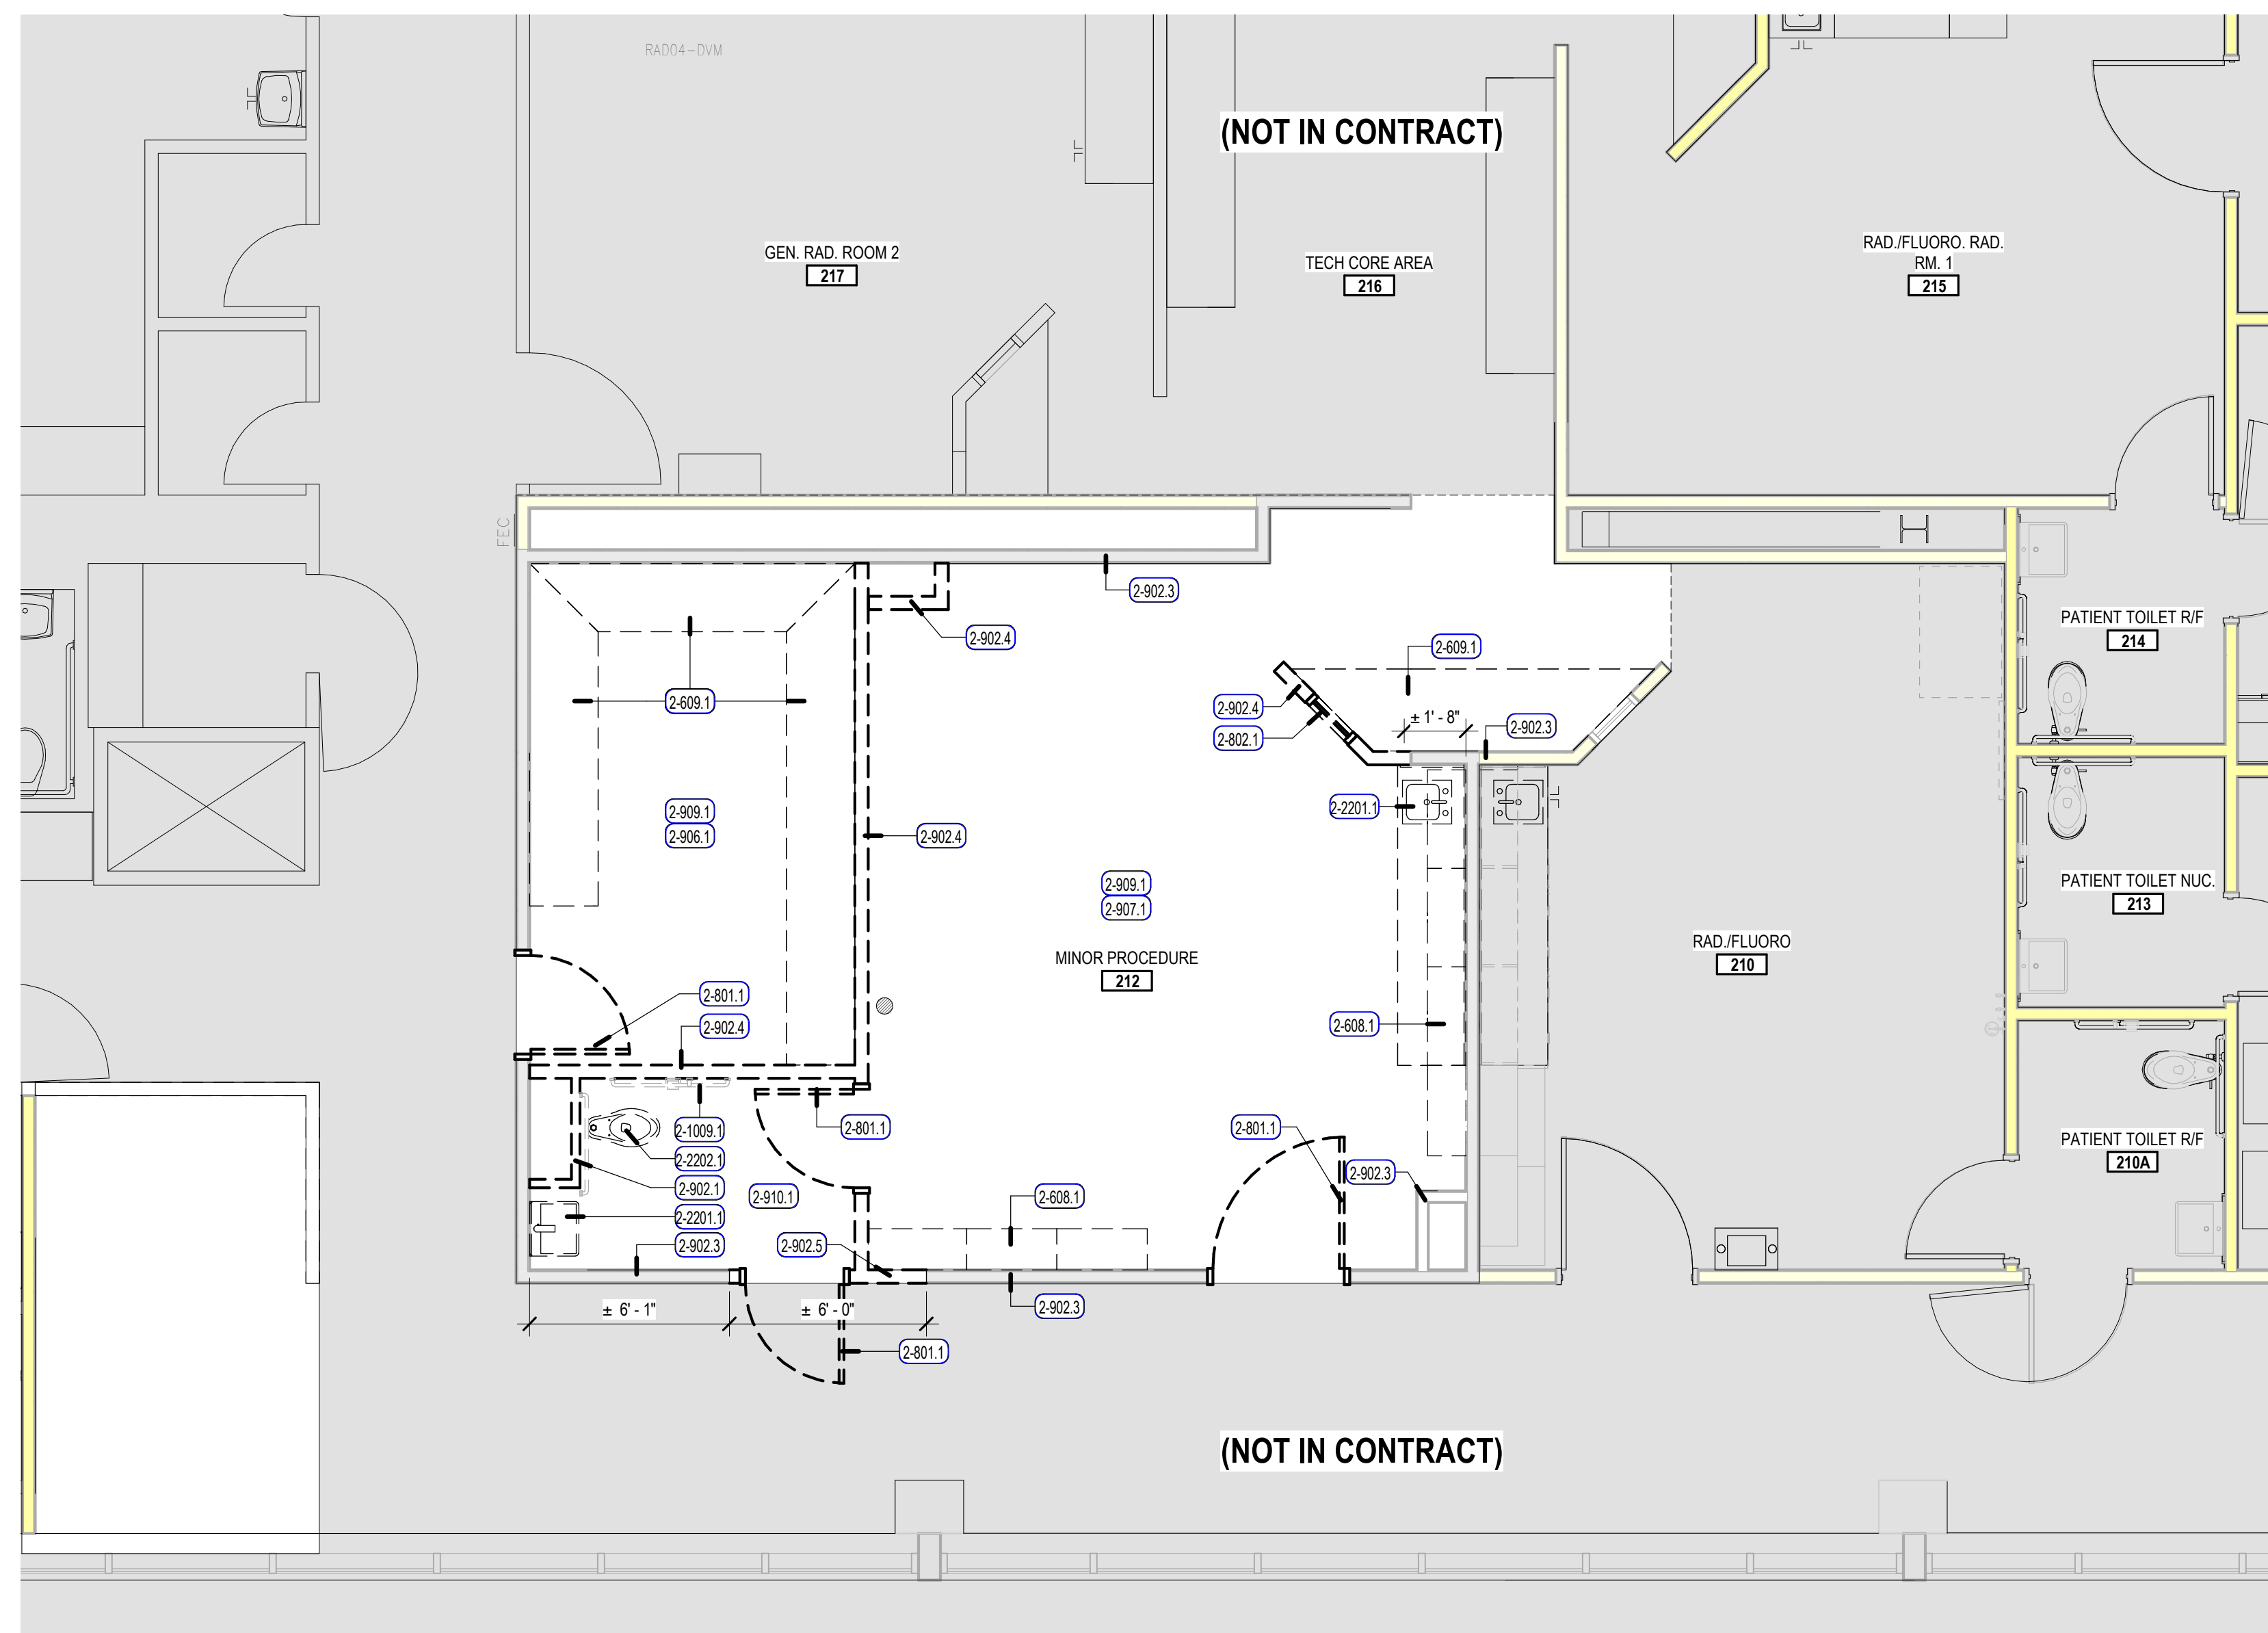 RAD04-DVM
(NOT IN CONTRACT)
GEN. RAD. ROOM 2
217
TECH CORE AREA
216
RAD./FLUORO. RAD.
RM. 1
215
FEC
2-902.3
2-902.4
2-609.1
2-609.1
2-902.4
2-802.1
± 1' - 8"
2-902.3
PATIENT TOILET R/F
214
2-909.1
2-906.1
2-902.4
2-2201.1
2-909.1
2-907.1
MINOR PROCEDURE
212
RAD./FLUORO
210
PATIENT TOILET NUC.
213
2-801.1
2-902.4
2-608.1
2-1009.1
2-2202.1
2-902.1
2-2201.1
2-902.3
2-910.1
2-801.1
2-801.1
2-902.3
2-608.1
2-902.5
2-902.3
PATIENT TOILET R/F
210A
± 6' - 1"
± 6' - 0"
2-801.1
(NOT IN CONTRACT)